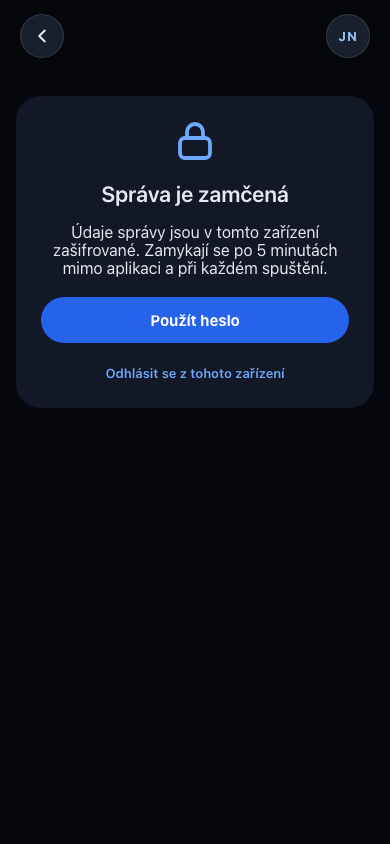 JN
Správa je zamčená
Údaje správy jsou v tomto zařízení
zašifrované. Zamykají se po 5 minutách
mimo aplikaci a při každém spuštění.
Použít heslo
Odhlásit se z tohoto zařízení